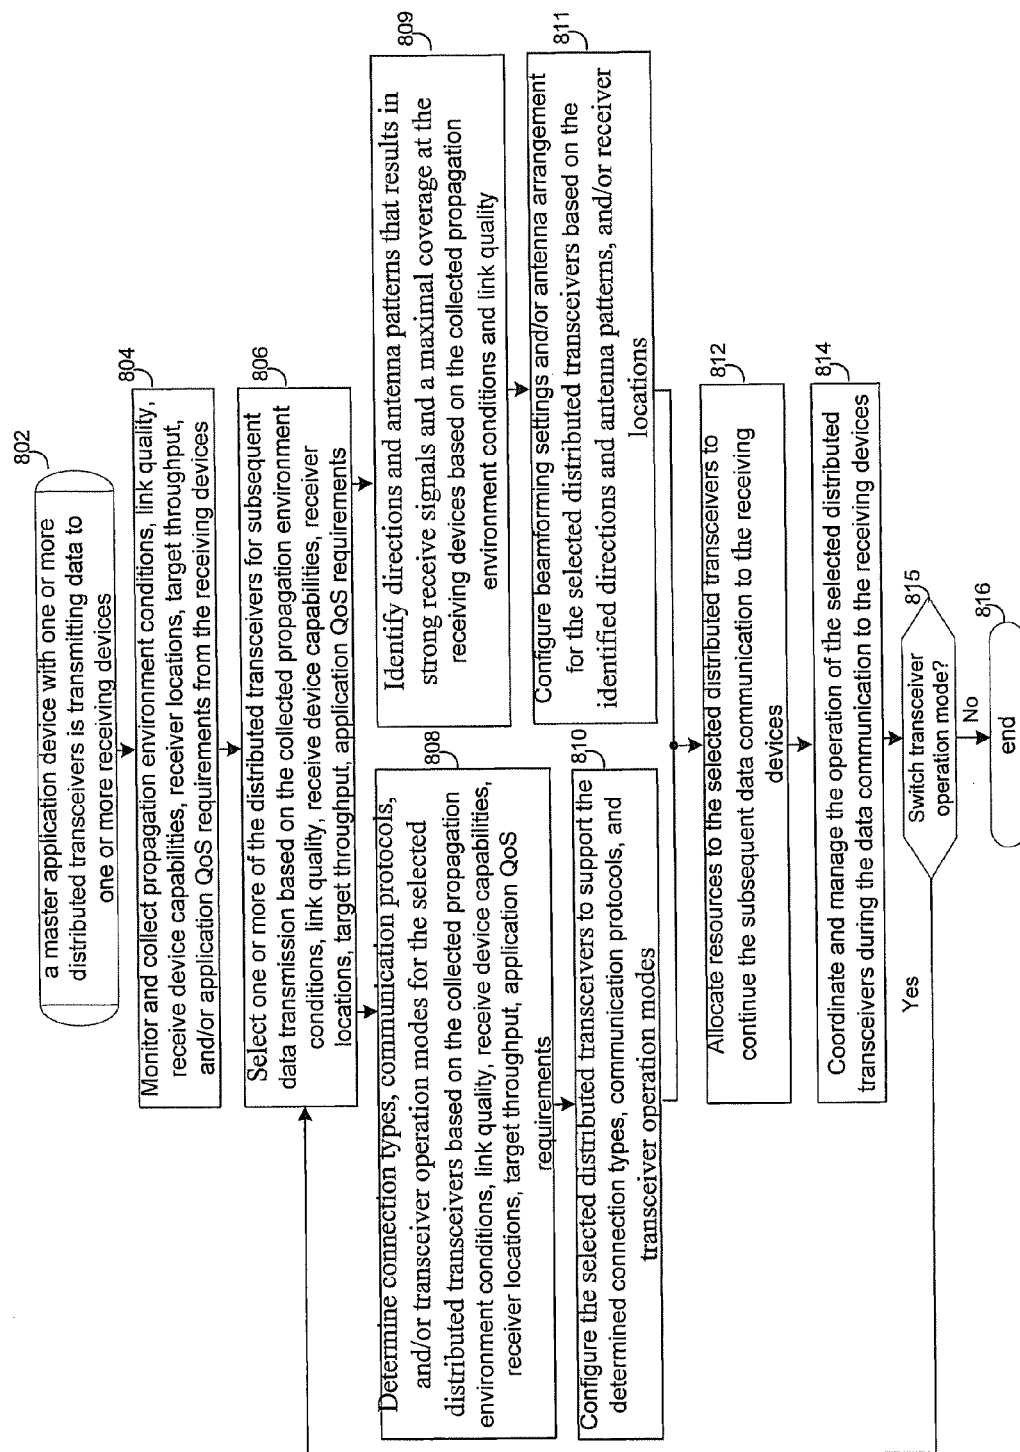 802
a master application device with one or more
distributed transceivers is transmitting data to
one or more receiving devices
804
Monitor and collect propagation environment conditions, link quality,
receive device capabilities, receiver locations, target throughput,
and/or application QoS requirements from the receiving devices
806
Select one or more of the distributed transceivers for subsequent
data transmission based on the collected propagation environment
conditions, link quality, receive device capabilities, receiver
locations, target throughput, application QoS requirements
808
Determine connection types, communication protocols,
and/or transceiver operation modes for the selected
distributed transceivers based on the collected propagation
environment conditions, link quality, receive device capabilities,
receiver locations, target throughput, application QoS
requirements
809
Identify directions and antenna patterns that results in
strong receive signals and a maximal coverage at the
receiving devices based on the collected propagation
environment conditions and link quality
810
Configure the selected distributed transceivers to support the
determined connection types, communication protocols, and
transceiver operation modes
811
Configure beamforming settings and/or antenna arrangement
for the selected distributed transceivers based on the
identified directions and antenna patterns, and/or receiver
locations
812
Allocate resources to the selected distributed transceivers to
continue the subsequent data communication to the receiving
devices
814
Coordinate and manage the operation of the selected distributed
transceivers during the data communication to the receiving devices
815
Switch transceiver
operation mode?
Yes
No
816
end